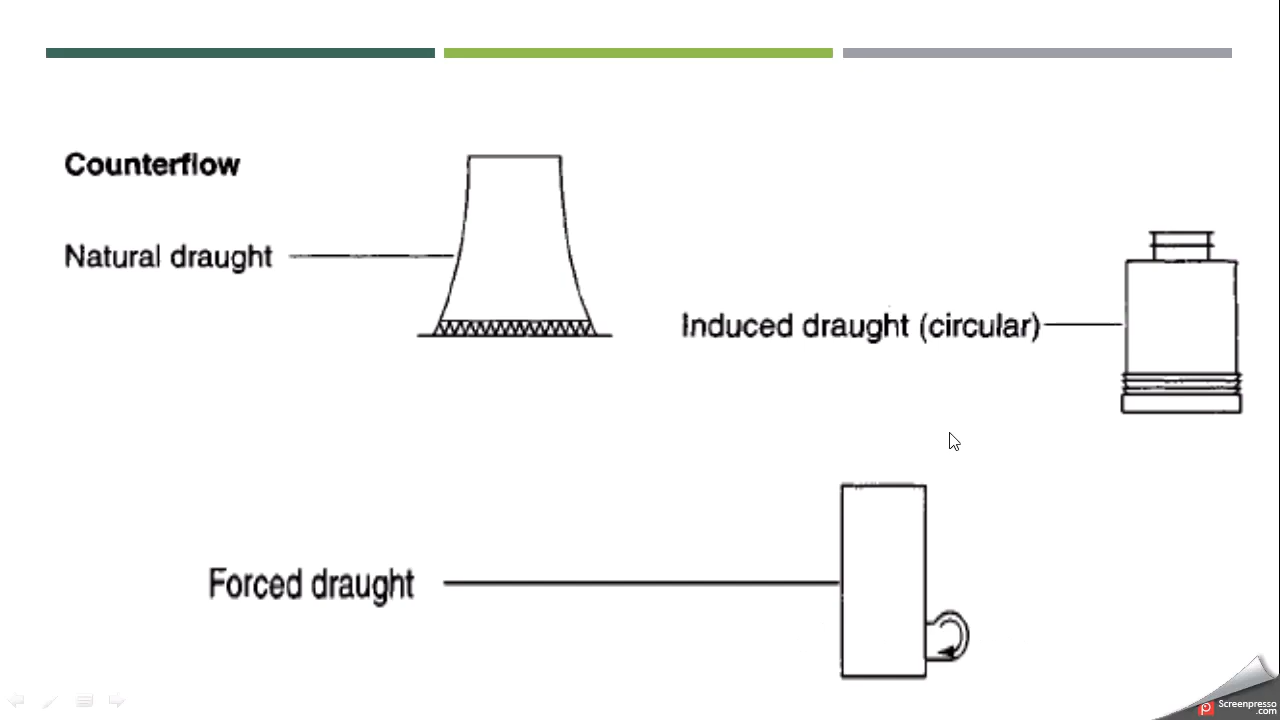 Counterflow
Natural draught
Induced draught (circular)
Forced draught
Screenpresso
.com